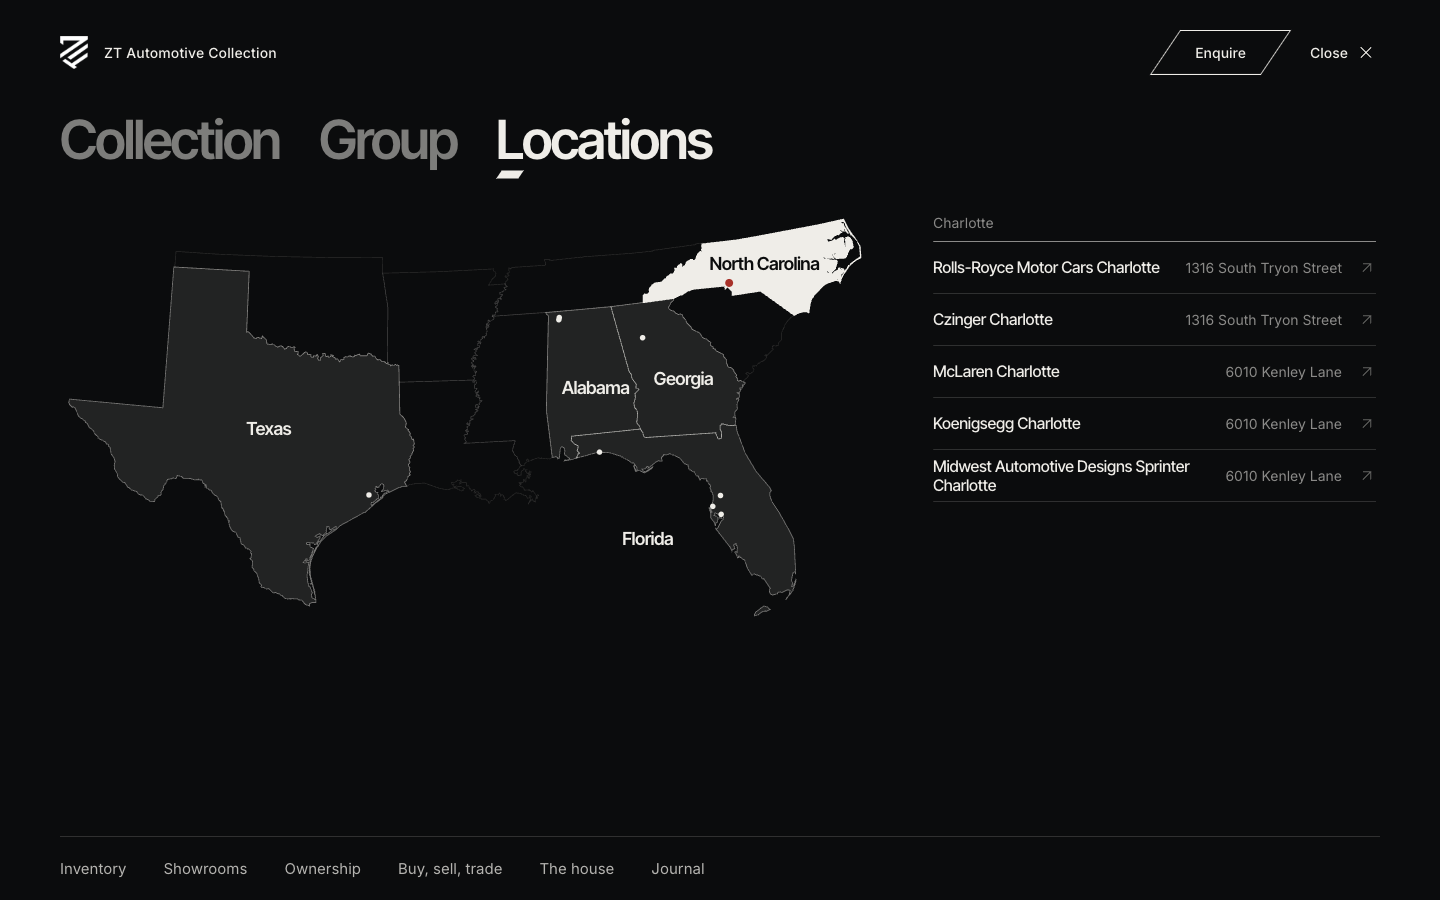 ZT Automotive Collection
Enquire
Close
Collection
Group
Locations
North Carolina
Alabama
Georgia
Texas
Florida
Charlotte
Rolls-Royce Motor Cars Charlotte
1316 South Tryon Street
Czinger Charlotte
1316 South Tryon Street
McLaren Charlotte
6010 Kenley Lane
Koenigsegg Charlotte
6010 Kenley Lane
Midwest Automotive Designs Sprinter
Charlotte
6010 Kenley Lane
Inventory
Showrooms
Ownership
Buy, sell, trade
The house
Journal